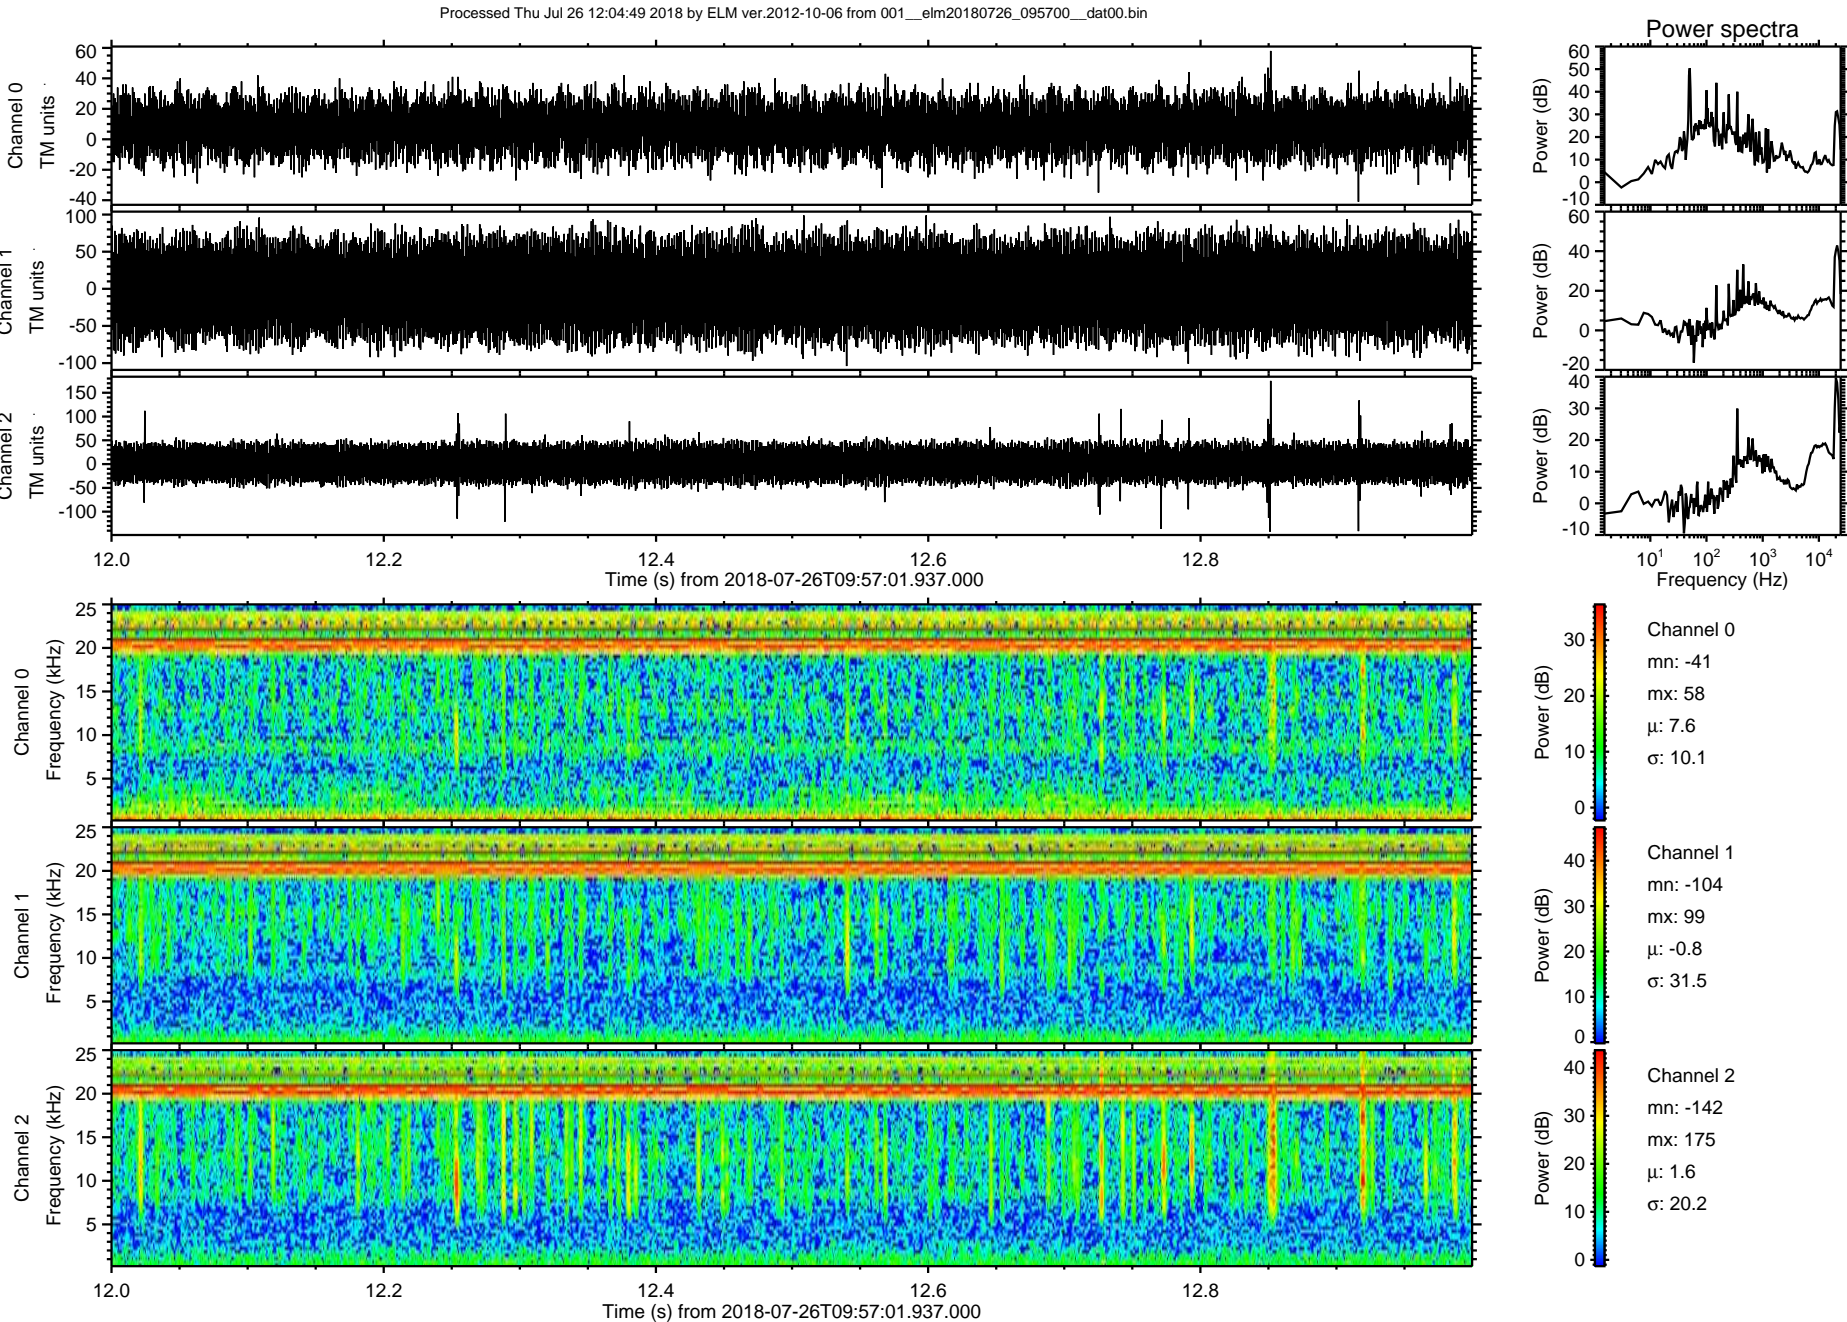 Processed Thu Jul 26 12:04:49 2018 by ELM ver.2012-10-06 from 001__elm20180726_095700__dat00.bin
Power spectra
Channel 0
TM units
60
40
20
0
-20
-40
Power (dB)
60
50
40
30
20
10
0
-10
Channel 1
TM units
100
50
0
-50
-100
Power (dB)
60
40
20
0
-20
Channel 2
TM units
150
100
50
0
-50
-100
Power (dB)
40
30
20
10
0
-10
12.0 12.2 12.4 12.6 12.8
Time (s) from 2018-07-26T09:57:01.937.000
10¹ 10² 10³ 10⁴
Frequency (Hz)
Channel 0
Frequency (kHz)
25
20
15
10
5
Power (dB)
30
20
10
0
Channel 0
mn: -41
mx: 58
μ: 7.6
σ: 10.1
Channel 1
Frequency (kHz)
25
20
15
10
5
Power (dB)
40
30
20
10
0
Channel 1
mn: -104
mx: 99
μ: -0.8
σ: 31.5
Channel 2
Frequency (kHz)
25
20
15
10
5
Power (dB)
40
30
20
10
0
Channel 2
mn: -142
mx: 175
μ: 1.6
σ: 20.2
12.0 12.2 12.4 12.6 12.8
Time (s) from 2018-07-26T09:57:01.937.000